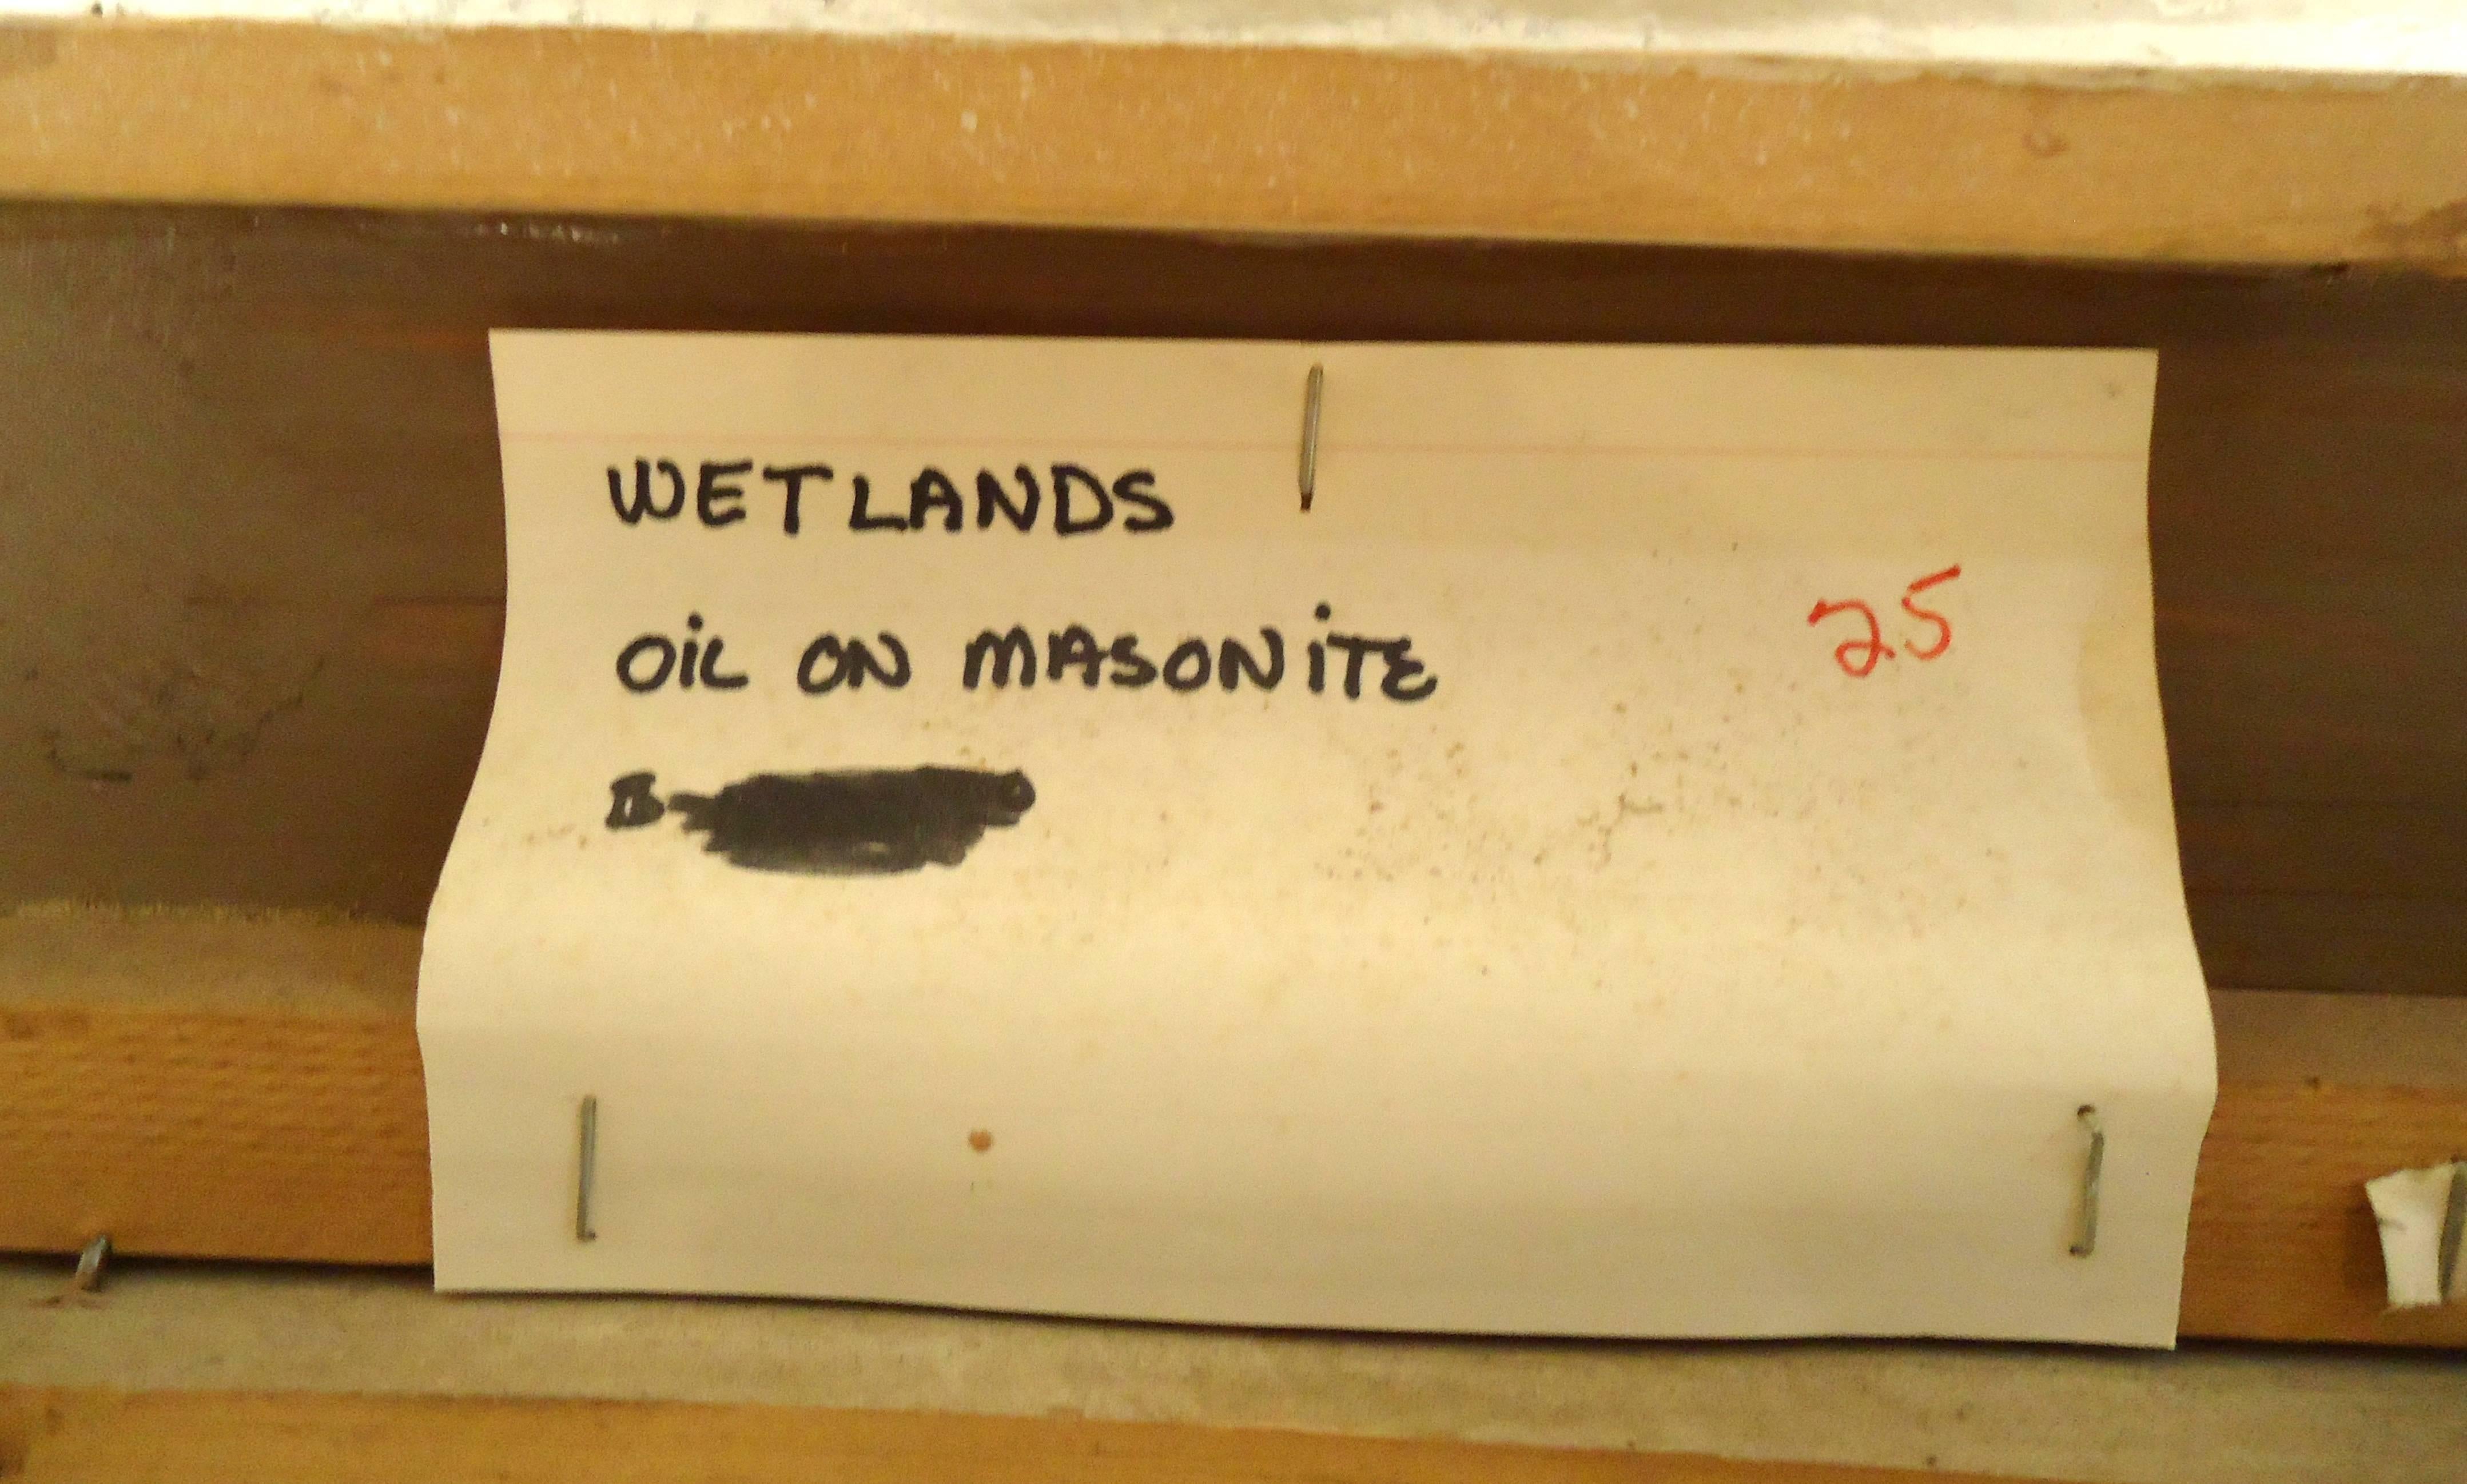 WETLANDS
OIL ON MASONITE
25